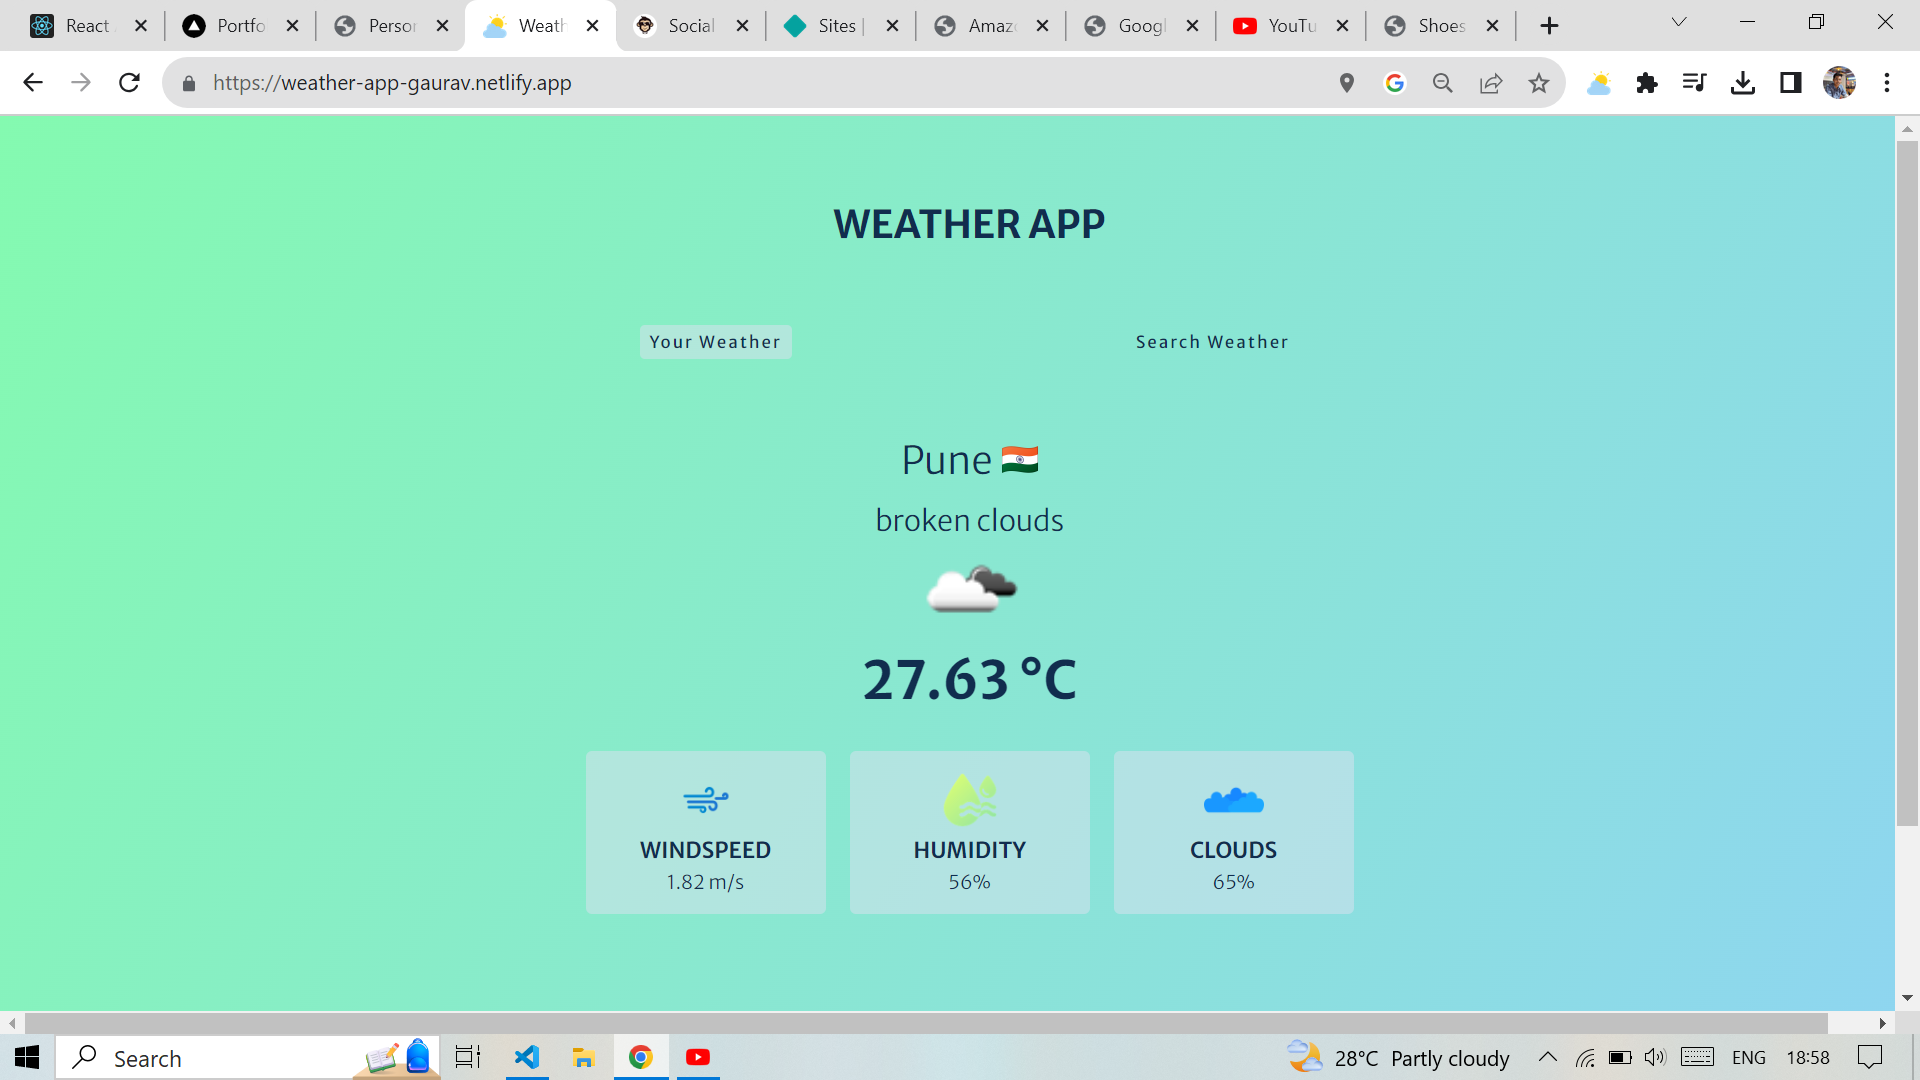 React
Portfo
Person
Weath
Social
Sites |
Amazo
Googl
YouTu
Shoes
https://weather-app-gaurav.netlify.app
WEATHER APP
Your Weather
Search Weather
Pune
broken clouds
27.63 °C
WINDSPEED
1.82 m/s
HUMIDITY
56%
CLOUDS
65%
Search
28°C Partly cloudy
ENG
18:58